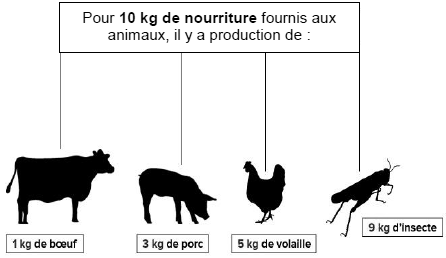 Pour 10 kg de nourriture fournis aux
animaux, il y a production de :
1 kg de bœuf
3 kg de porc
5 kg de volaille
9 kg d'insecte